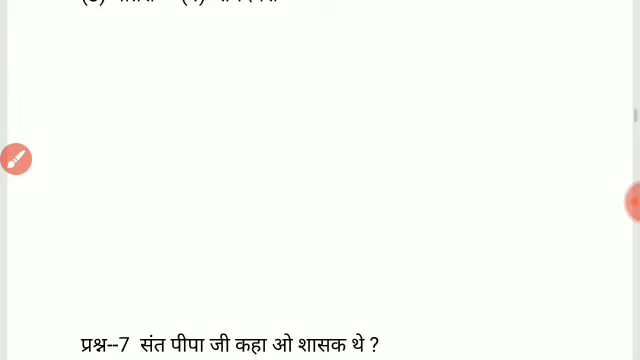 प्रश्न--7 संत पीपा जी कहा ओ शासक थे ?